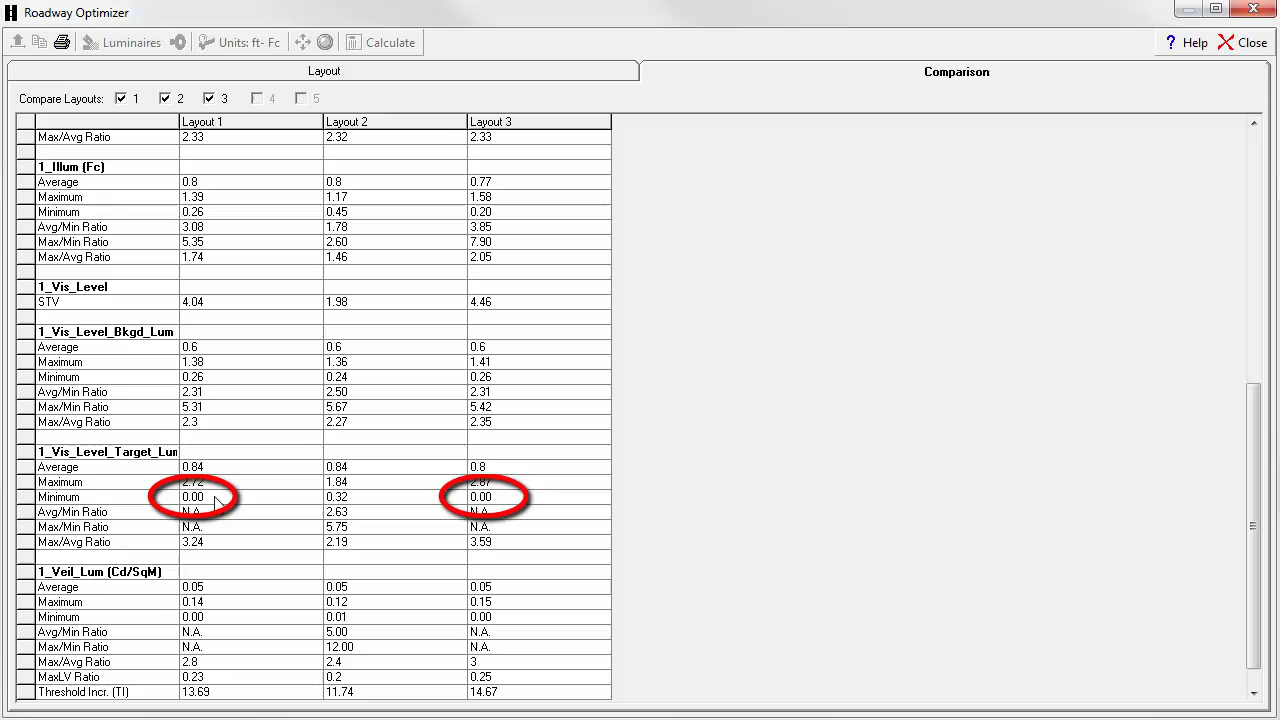 Roadway Optimizer
Luminaires Units: ft- Fc Calculate ? Help Close
Layout Comparison
Compare Layouts: 1 2 3 4 5
Layout 1 Layout 2 Layout 3
Max/Avg Ratio 2.33 2.32 2.33
1_Illum (Fc)
Average 0.8 0.8 0.77
Maximum 1.39 1.17 1.58
Minimum 0.26 0.45 0.20
Avg/Min Ratio 3.08 1.78 3.85
Max/Min Ratio 5.35 2.60 7.90
Max/Avg Ratio 1.74 1.46 2.05
1_Vis_Level
STV 4.04 1.98 4.46
1_Vis_Level_Bkgd_Lum
Average 0.6 0.6 0.6
Maximum 1.38 1.36 1.41
Minimum 0.26 0.24 0.26
Avg/Min Ratio 2.31 2.50 2.31
Max/Min Ratio 5.31 5.67 5.42
Max/Avg Ratio 2.3 2.27 2.35
1_Vis_Level_Target_Lum
Average 0.84 0.84 0.8
Maximum 2.72 1.84 2.87
Minimum 0.00 0.32 0.00
Avg/Min Ratio N.A. 2.63 N.A.
Max/Min Ratio N.A. 5.75 N.A.
Max/Avg Ratio 3.24 2.19 3.59
1_Veil_Lum (Cd/SqM)
Average 0.05 0.05 0.05
Maximum 0.14 0.12 0.15
Minimum 0.00 0.01 0.00
Avg/Min Ratio N.A. 5.00 N.A.
Max/Min Ratio N.A. 12.00 N.A.
Max/Avg Ratio 2.8 2.4 3
MaxLV Ratio 0.23 0.2 0.25
Threshold Incr. (TI) 13.69 11.74 14.67